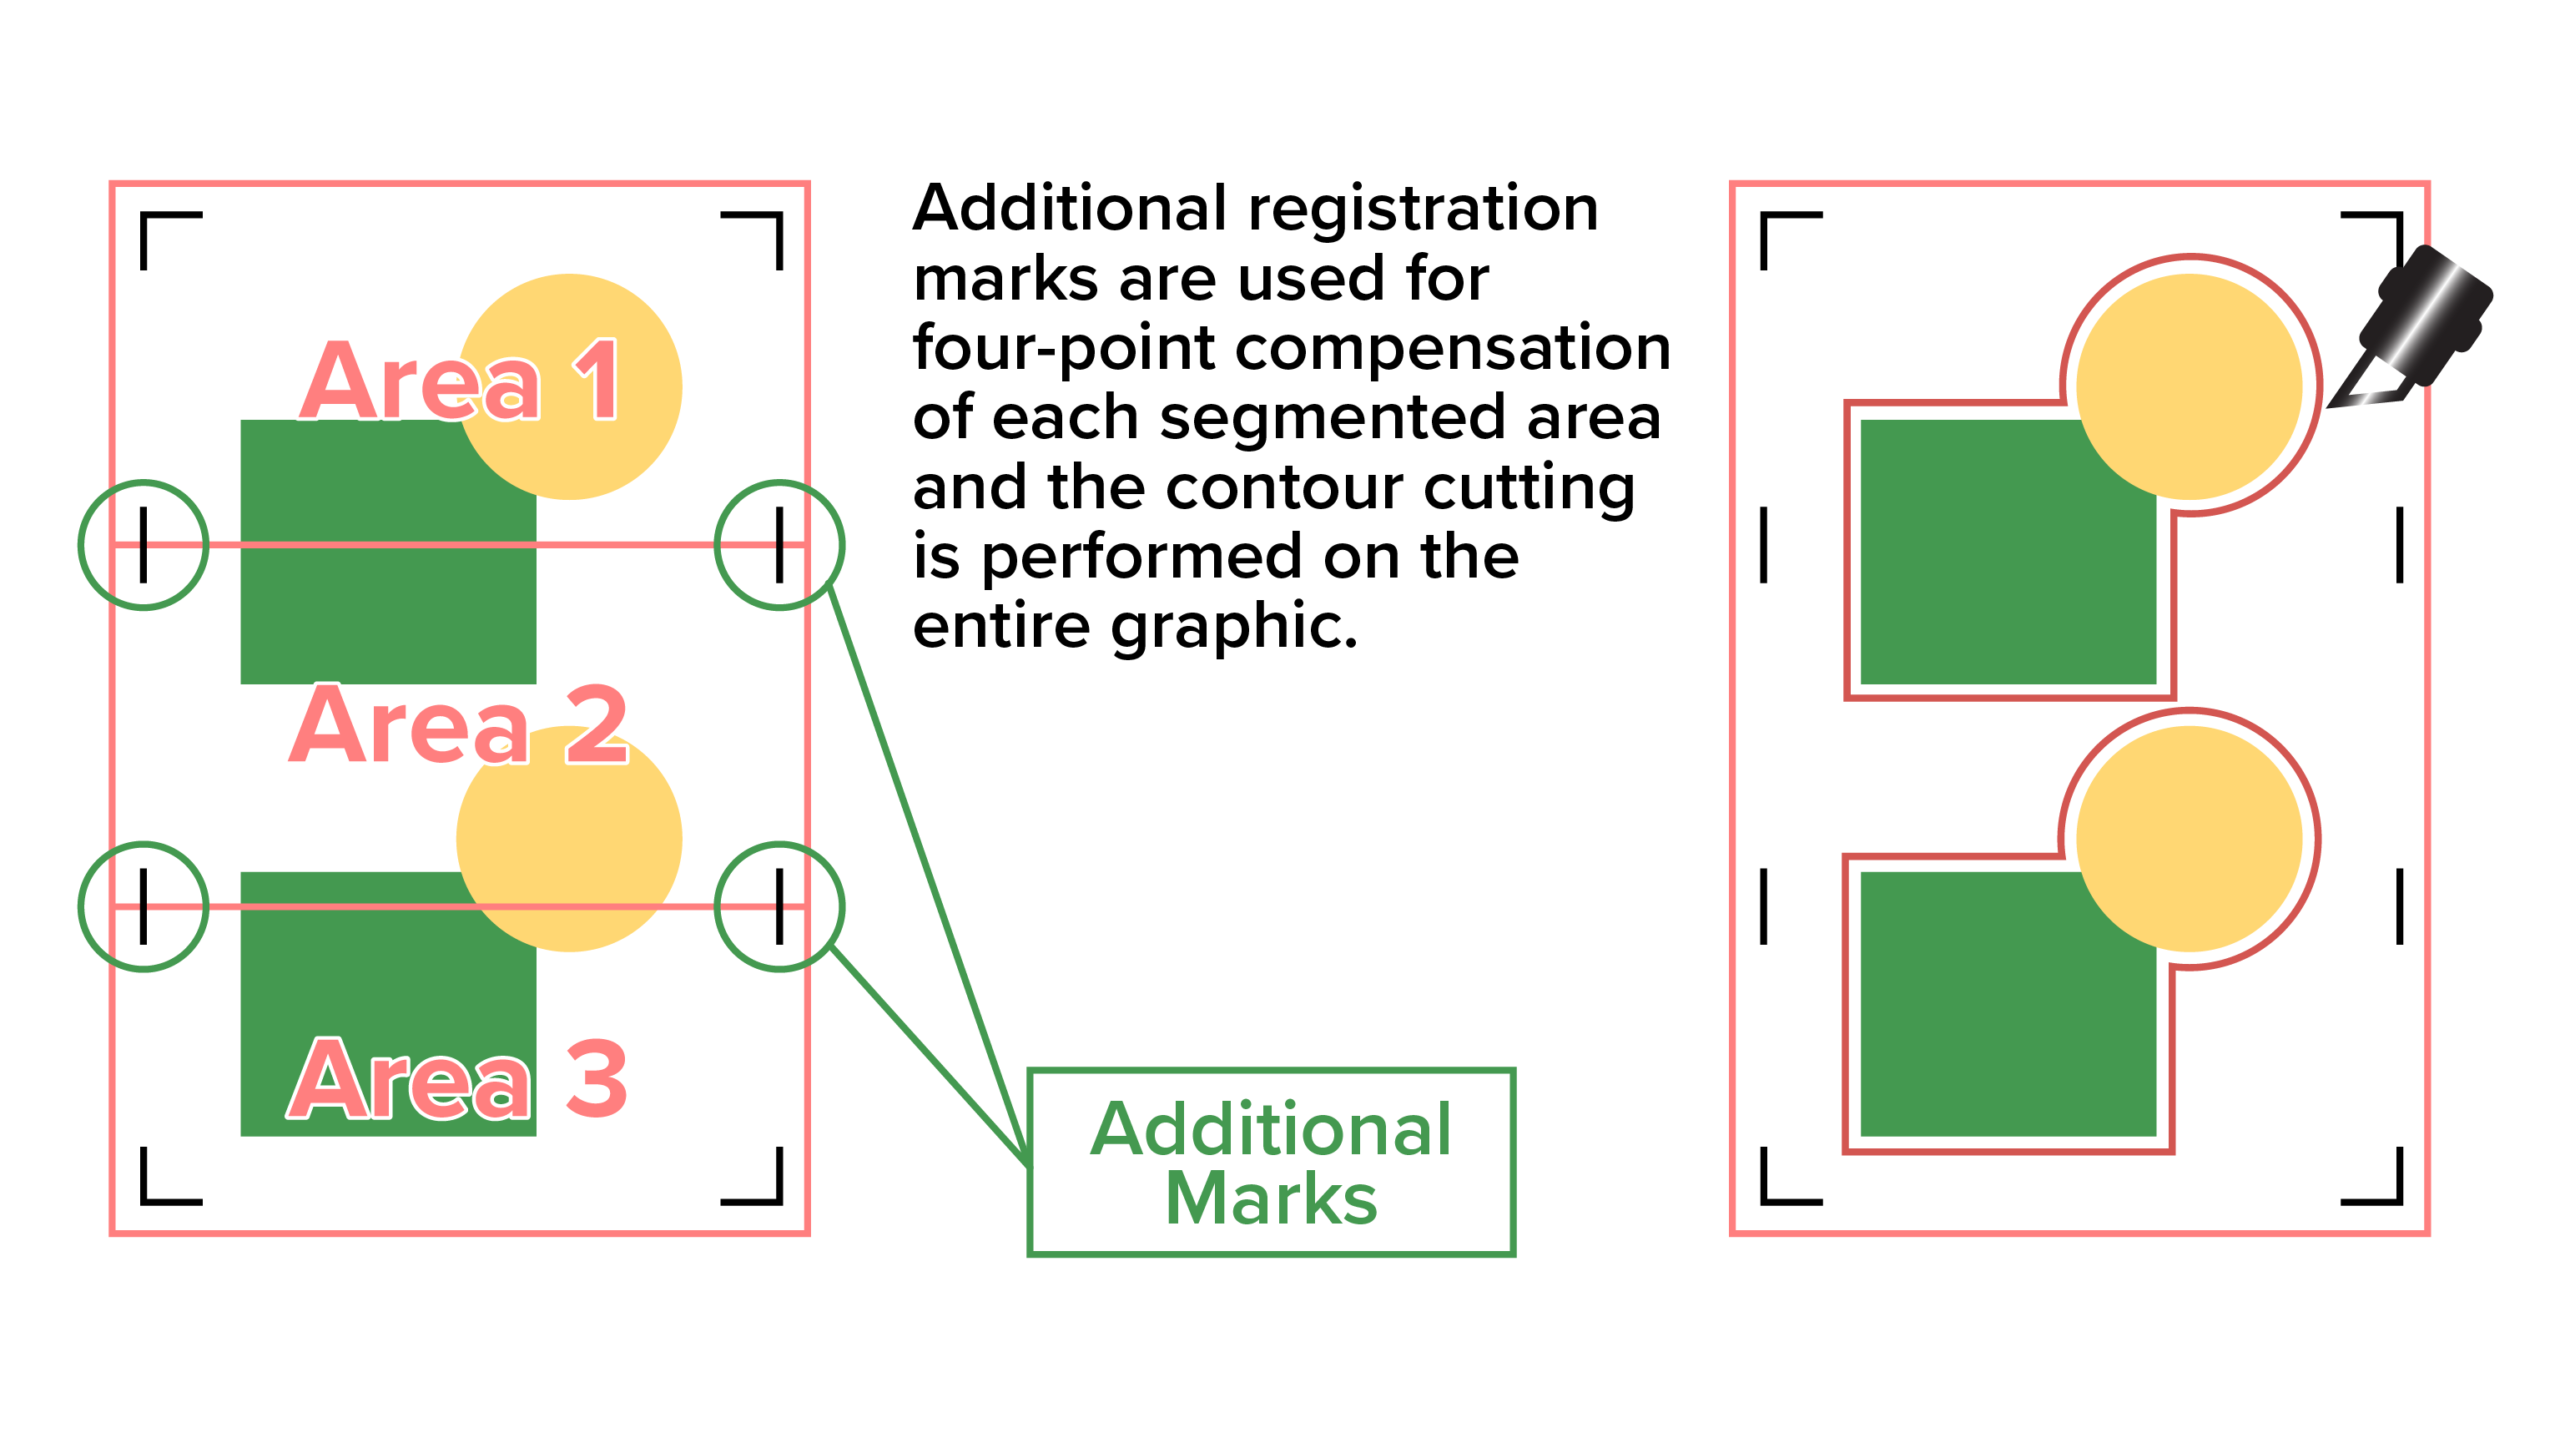 Area 1
Area 2
Area 3
Additional registration
marks are used for
four-point compensation
of each segmented area
and the contour cutting
is performed on the
entire graphic.
Additional
Marks